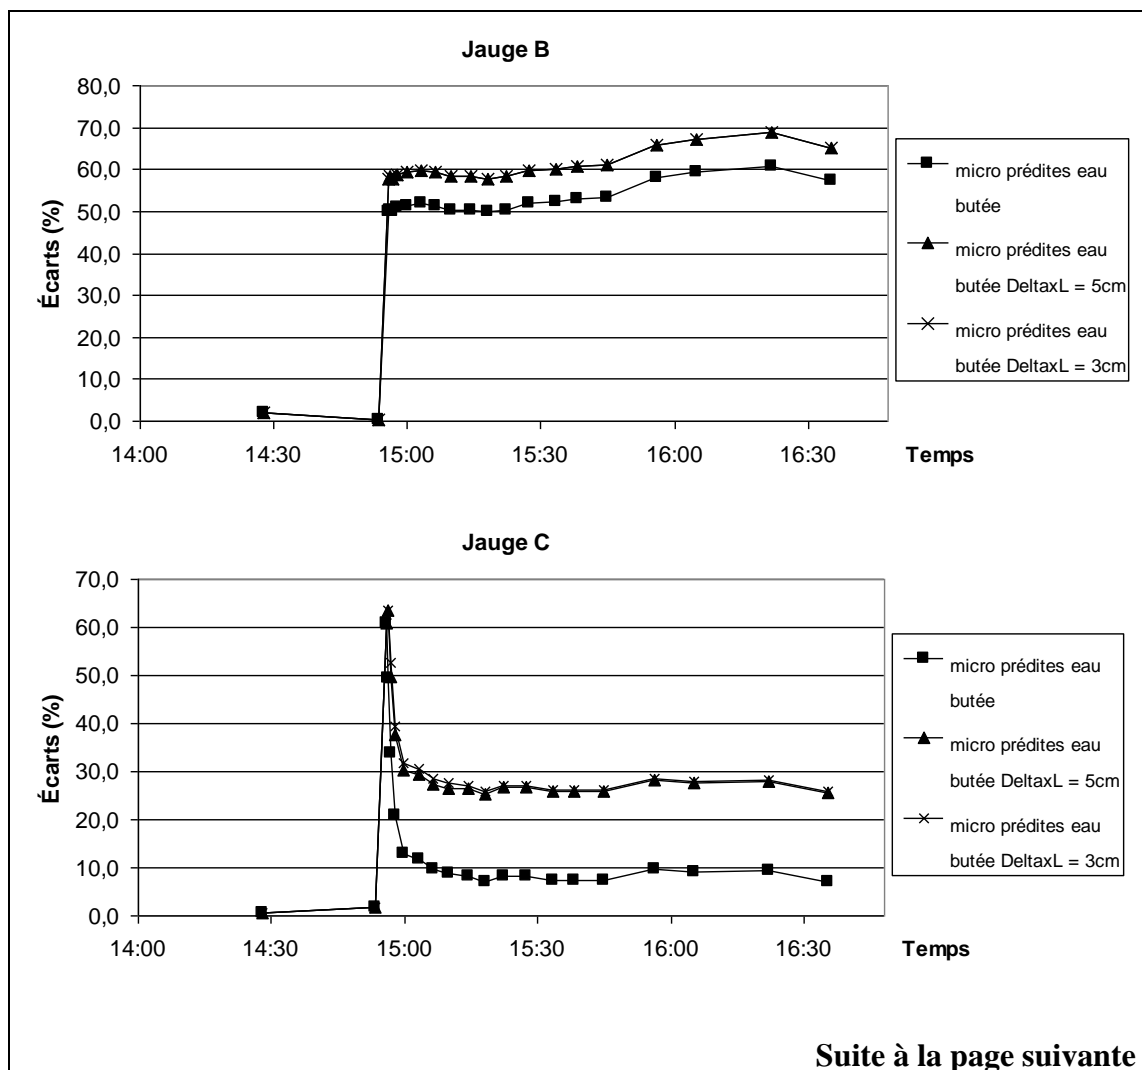 Jauge B
80,0
70,0
60,0
50,0
40,0
30,0
20,0
10,0
0,0
Écarts (%)
14:00 14:30 15:00 15:30 16:00 16:30 Temps
micro prédites eau
butée
micro prédites eau
butée DeltaxL = 5cm
micro prédites eau
butée DeltaxL = 3cm
Jauge C
70,0
60,0
50,0
40,0
30,0
20,0
10,0
0,0
Écarts (%)
14:00 14:30 15:00 15:30 16:00 16:30 Temps
micro prédites eau
butée
micro prédites eau
butée DeltaxL = 5cm
micro prédites eau
butée DeltaxL = 3cm
Suite à la page suivante